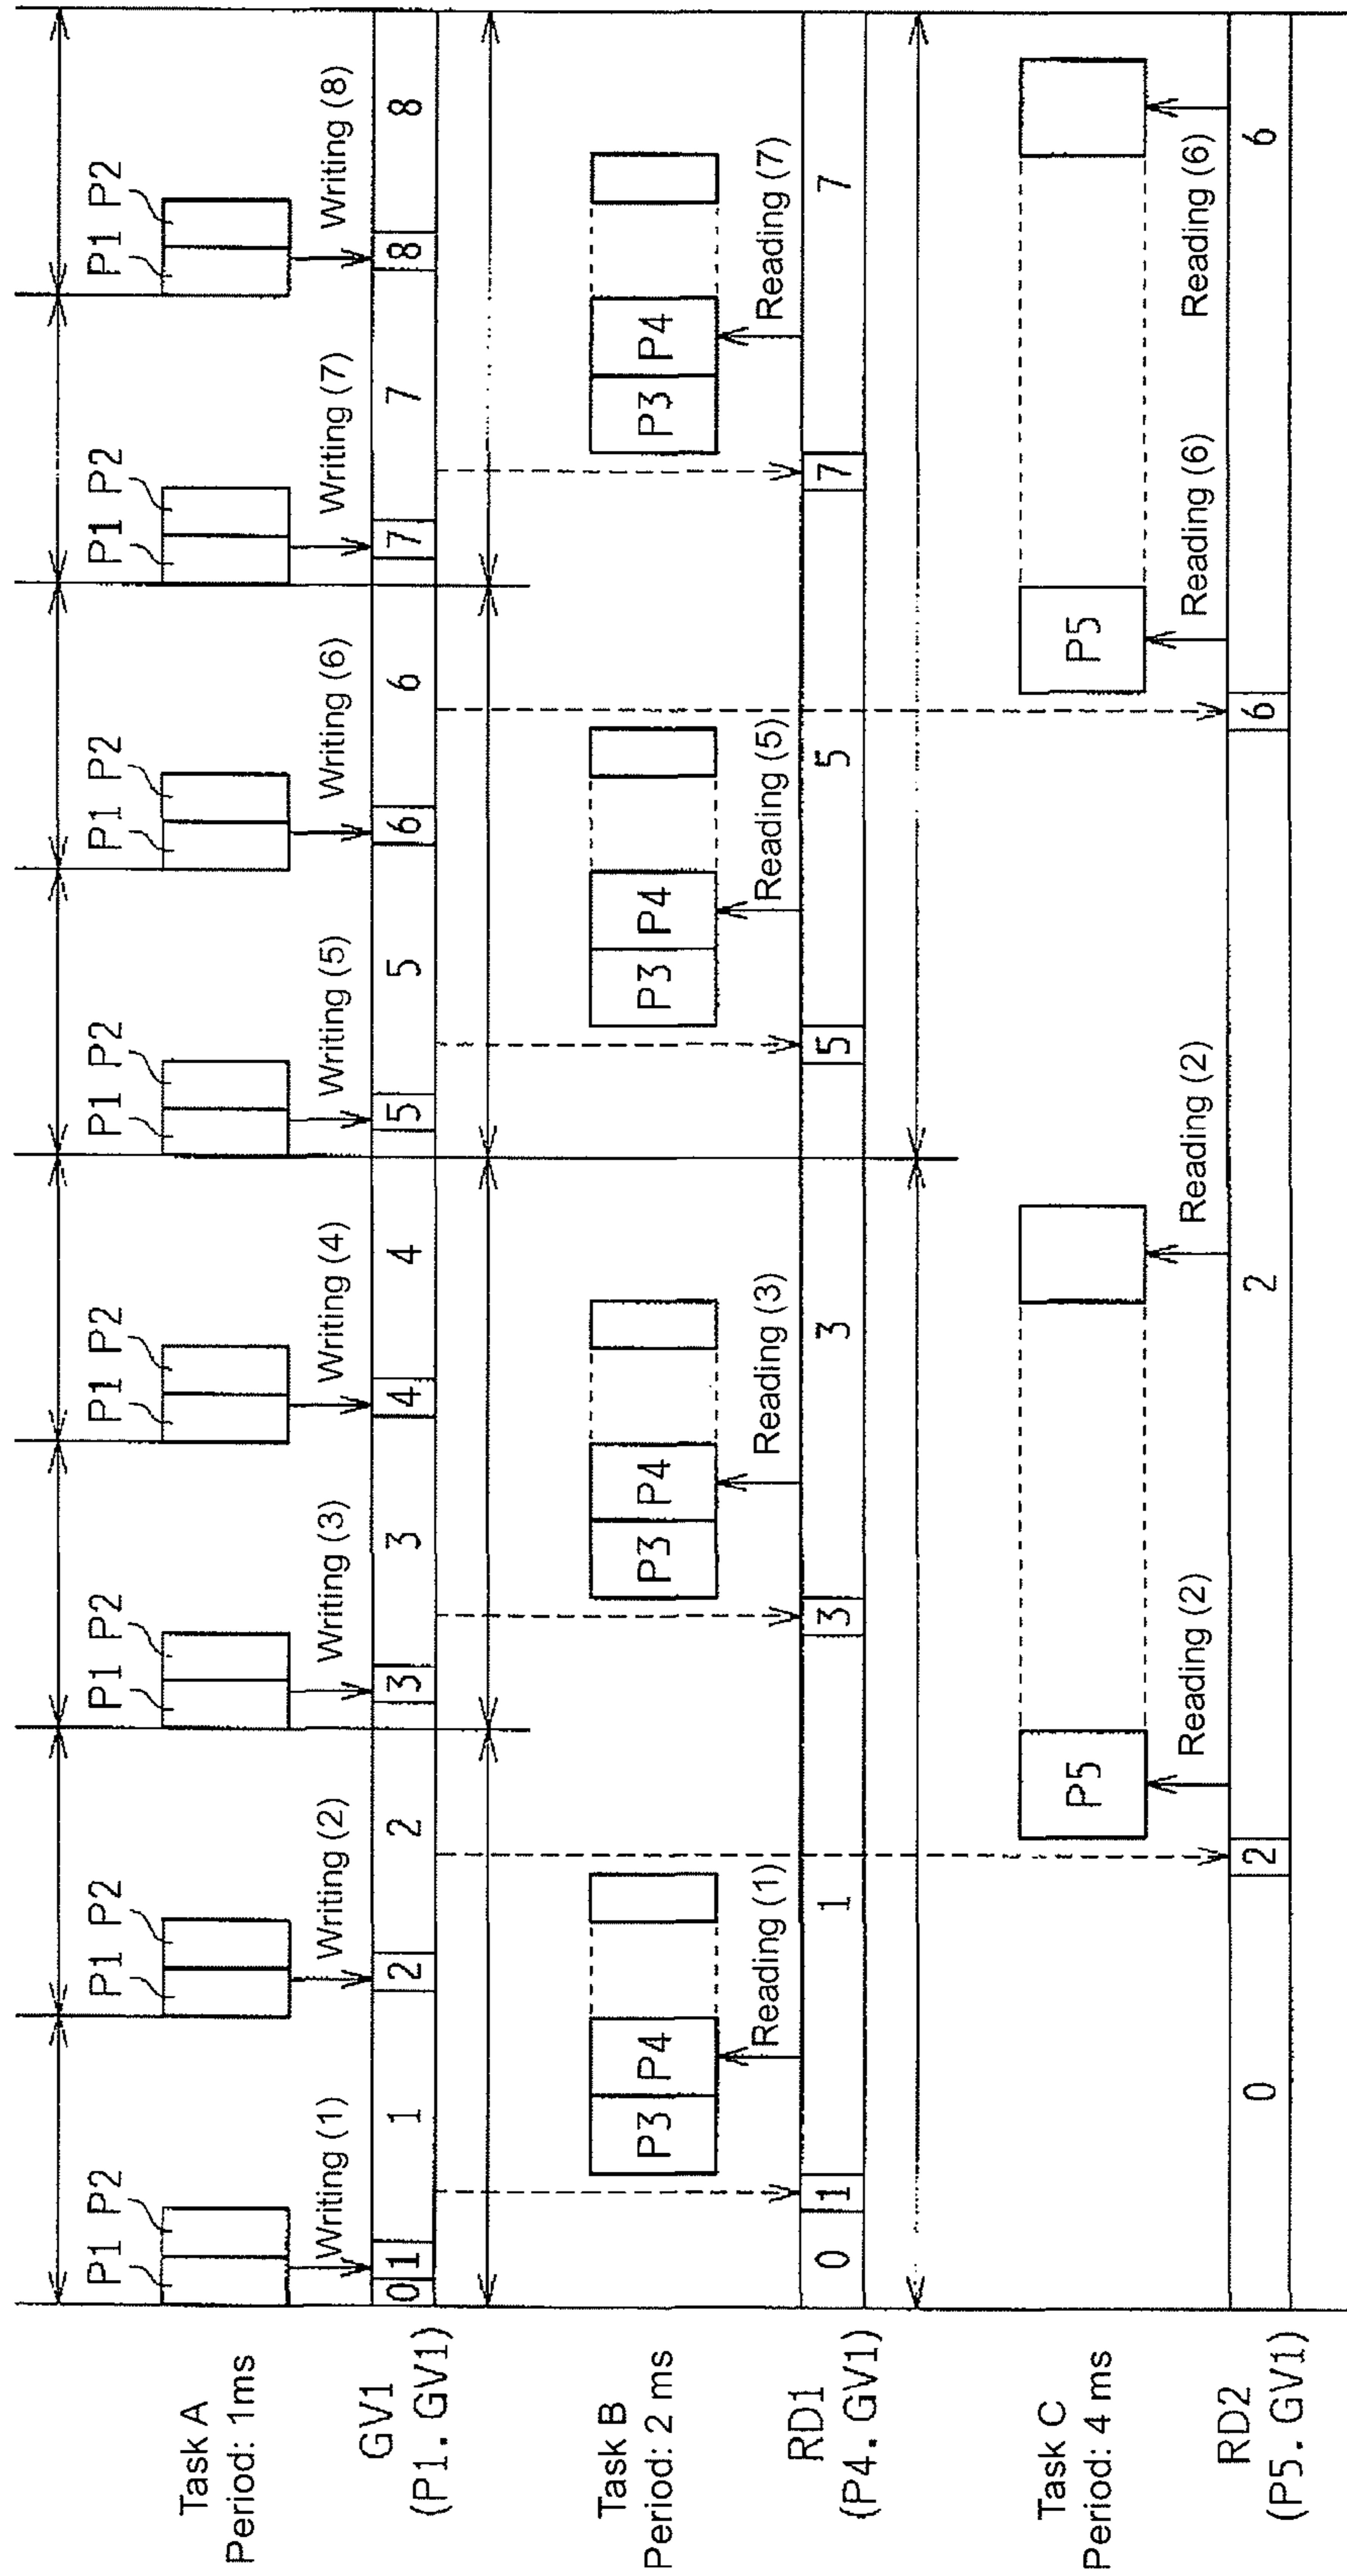 P1 P2 P1 P2 P1 P2 P1 P2 P1 P2 P1 P2 P1 P2 P1 P2
Task A
Period: 1ms
Writing (1) Writing (2) Writing (3) Writing (4) Writing (5) Writing (6) Writing (7) Writing (8)
GV1
(P1. GV1)
0 1 1 2 2 3 3 4 4 5 5 6 6 7 7 8 8
Task B
Period: 2 ms
P3 P4 P3 P4 P3 P4 P3 P4
Reading (1) Reading (3) Reading (5) Reading (7)
RD1
(P4. GV1)
0 1 1 3 3 5 5 7 7
Task C
Period: 4 ms
P5 P5
Reading (2) Reading (2) Reading (6) Reading (6)
RD2
(P5. GV1)
0 2 2 6 6